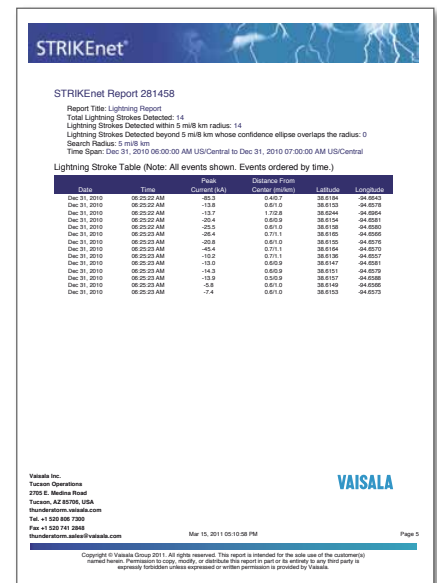 STRIKEnet®
STRIKEnet Report 281458
Report Title: Lightning Report
Total Lightning Strokes Detected: 14
Lightning Strokes Detected within 5 mi/8 km radius: 14
Lightning Strokes Detected beyond 5 mi/8 km whose confidence ellipse overlaps the radius: 0
Search Radius: 5 mi/8 km
Time Span: Dec 31, 2010 06:00:00 AM US/Central to Dec 31, 2010 07:00:00 AM US/Central
Lightning Stroke Table (Note: All events shown. Events ordered by time.)
Peak Distance From
Date Time Current (kA) Center (mi/km) Latitude Longitude
Dec 31, 2010 06:25:22 AM -85.3 0.4/0.7 38.6184 -94.6643
Dec 31, 2010 06:25:22 AM -13.8 0.6/1.0 38.6153 -94.6578
Dec 31, 2010 06:25:22 AM -13.7 1.7/2.8 38.6244 -94.6964
Dec 31, 2010 06:25:22 AM -20.4 0.6/0.9 38.6154 -94.6581
Dec 31, 2010 06:25:22 AM -25.5 0.6/1.0 38.6158 -94.6580
Dec 31, 2010 06:25:23 AM -26.4 0.7/1.1 38.6165 -94.6566
Dec 31, 2010 06:25:23 AM -20.8 0.6/1.0 38.6155 -94.6576
Dec 31, 2010 06:25:23 AM -45.4 0.7/1.1 38.6164 -94.6570
Dec 31, 2010 06:25:23 AM -10.2 0.7/1.1 38.6136 -94.6557
Dec 31, 2010 06:25:23 AM -13.0 0.6/0.9 38.6147 -94.6581
Dec 31, 2010 06:25:23 AM -14.3 0.6/0.9 38.6151 -94.6579
Dec 31, 2010 06:25:23 AM -13.9 0.5/0.9 38.6157 -94.6586
Dec 31, 2010 06:25:23 AM -5.8 0.6/1.0 38.6149 -94.6566
Dec 31, 2010 06:25:23 AM -7.4 0.6/1.0 38.6153 -94.6573
Vaisala Inc.
Tucson Operations
2705 E. Medina Road
Tucson, AZ 85706, USA
thunderstorm.vaisala.com
Tel. +1 520 806 7300
Fax +1 520 741 2848
thunderstorm.sales@vaisala.com
VAISALA
Mar 15, 2011 05:10:58 PM
Page 5
Copyright © Vaisala Group 2011. All rights reserved. This report is intended for the sole use of the customer(s)
named herein. Permission to copy, modify, or distribute this report in part or its entirety to any third party is
expressly forbidden unless expressed or written permission is provided by Vaisala.